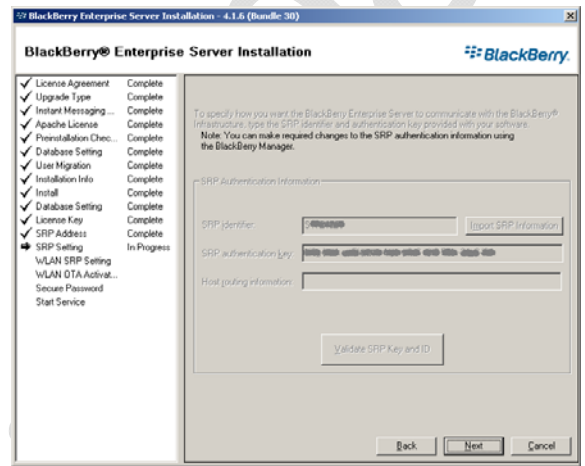 BlackBerry Enterprise Server Installation - 4.1.6 (Bundle 30)
BlackBerry® Enterprise Server Installation
BlackBerry.
License Agreement Complete
Upgrade Type Complete
Instant Messaging ... Complete
Apache License Complete
Preinstallation Chec... Complete
Database Setting Complete
User Migration Complete
Installation Info Complete
Install Complete
Database Setting Complete
License Key Complete
SRP Address Complete
SRP Setting In Progress
WLAN SRP Setting
WLAN OTA Activat...
Secure Password
Start Service
To specify how you want the BlackBerry Enterprise Server to communicate with the BlackBerry®
Infrastructure, type the SRP identifier and authentication key provided with your software.
Note: You can make required changes to the SRP authentication information using
the BlackBerry Manager.
SRP Authentication Information
SRP identifier: Import SRP Information
SRP authentication key:
Host routing information:
Validate SRP Key and ID
Back Next Cancel